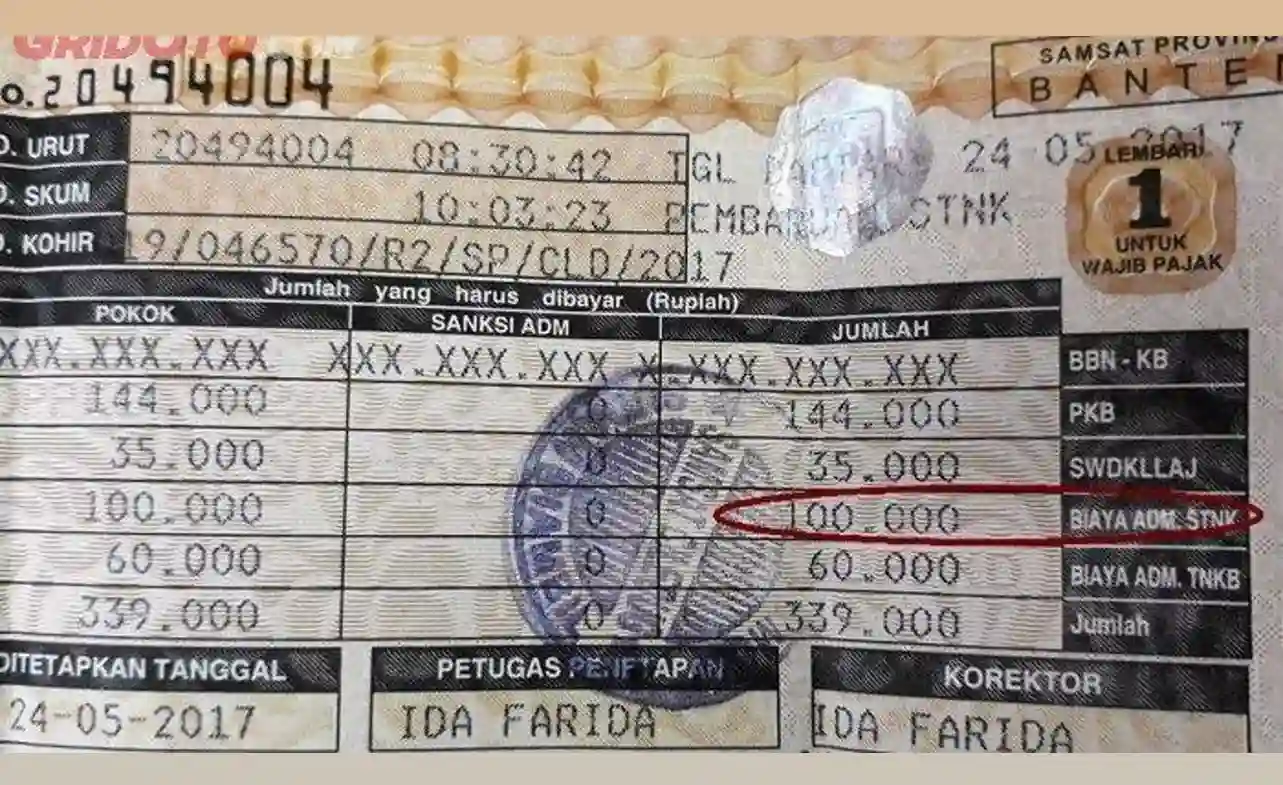 GRIDOTO
SAMSAT PROVIN
BANTE
o. 20494004
O. URUT 20494004 08:30:42 TGL 24 05 2017
O. SKUM 10:03:23 PEMBARUAN STNK
O. KOHIR 19/046570/R2/SP/CLD/2017
LEMBAR
1
UNTUK
WAJIB PAJAK
Jumlah yang harus dibayar (Rupiah)
POKOK SANKSI ADM JUMLAH
XXX.XXX.XXX XXX.XXX.XXX X.XXX.XXX.XXX BBN - KB
144.000 0 144.000 PKB
35.000 0 35.000 SWDKLLAJ
100.000 0 100.000 BIAYA ADM. STNK
60.000 0 60.000 BIAYA ADM. TNKB
339.000 0 339.000 Jumlah
DITETAPKAN TANGGAL PETUGAS PENETAPAN KOREKTOR
24-05-2017 IDA FARIDA IDA FARIDA